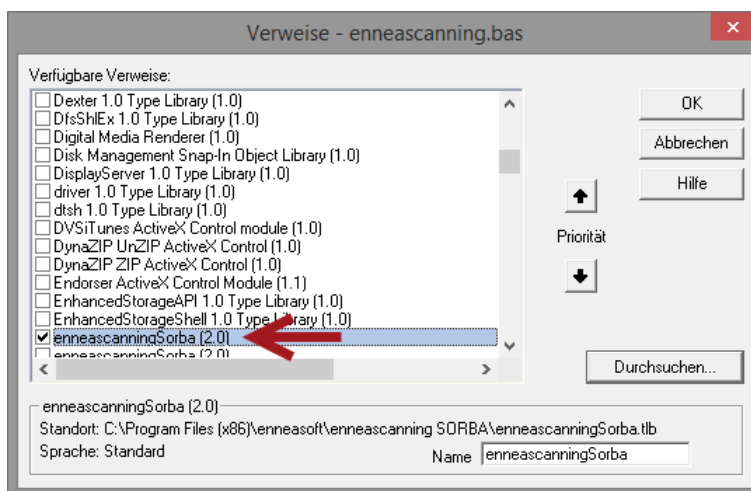 Verweise - enneascanning.bas
Verfügbare Verweise:
Dexter 1.0 Type Library (1.0)
DfsShlEx 1.0 Type Library (1.0)
Digital Media Renderer (1.0)
Disk Management Snap-In Object Library (1.0)
DisplayServer 1.0 Type Library (1.0)
driver 1.0 Type Library (1.0)
dtsh 1.0 Type Library (1.0)
DVSiTunes ActiveX Control module (1.0)
DynaZIP UnZIP ActiveX Control (1.0)
DynaZIP ZIP ActiveX Control (1.0)
Endorser ActiveX Control Module (1.1)
EnhancedStorageAPI 1.0 Type Library (1.0)
EnhancedStorageShell 1.0 Type Library (1.0)
enneascanningSorba (2.0)
enneascanningSorba (2.0)
OK
Abbrechen
Hilfe
Priorität
Durchsuchen...
enneascanningSorba (2.0)
Standort: C:\Program Files (x86)\enneasoft\enneascanning SORBA\enneascanningSorba.tlb
Sprache: Standard
Name enneascanningSorba